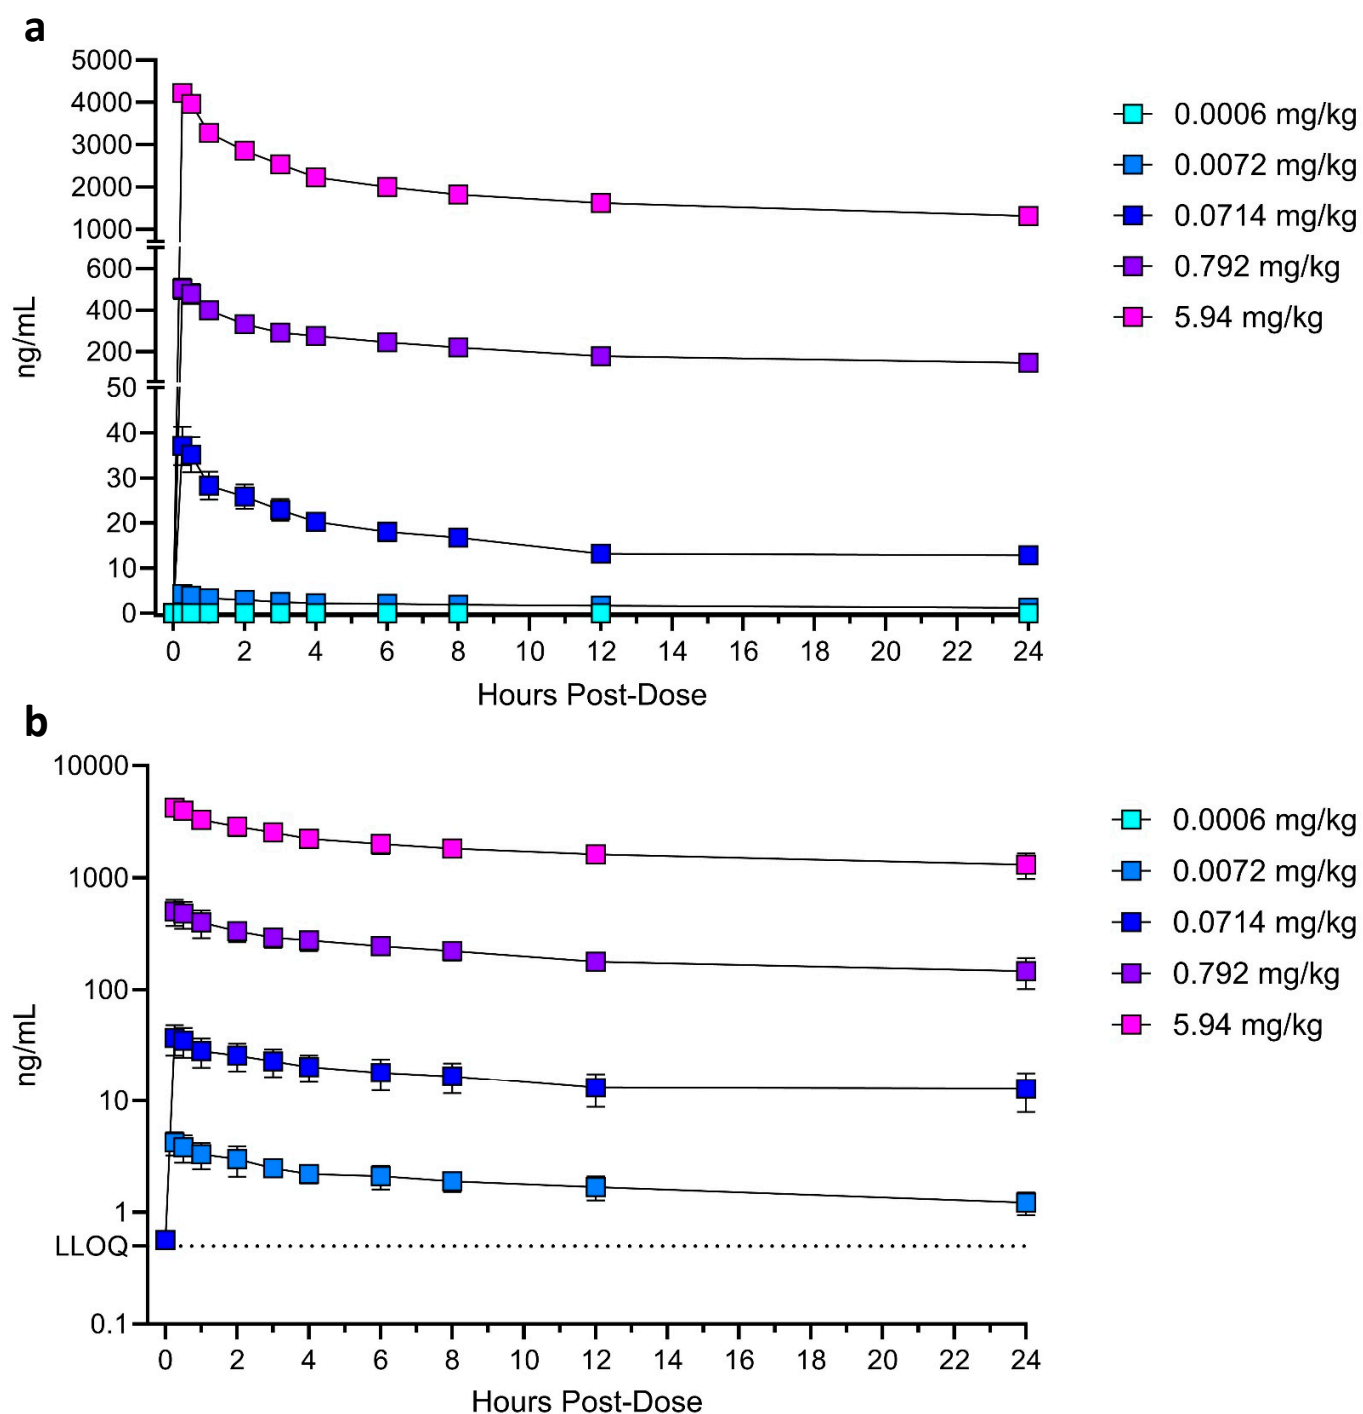 a
5000
4000
3000
2000
1000
600
400
200
50
40
30
20
10
0
ng/mL
0 2 4 6 8 10 12 14 16 18 20 22 24
Hours Post-Dose
0.0006 mg/kg
0.0072 mg/kg
0.0714 mg/kg
0.792 mg/kg
5.94 mg/kg
b
10000
1000
100
10
1
LLOQ
0.1
ng/mL
0 2 4 6 8 10 12 14 16 18 20 22 24
Hours Post-Dose
0.0006 mg/kg
0.0072 mg/kg
0.0714 mg/kg
0.792 mg/kg
5.94 mg/kg